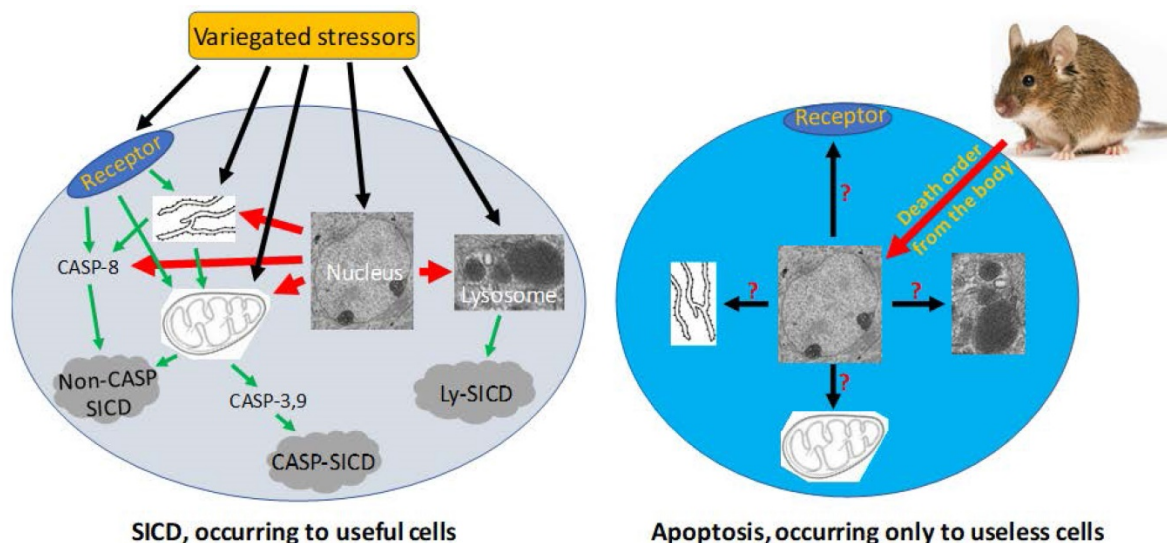 Variegated stressors
Receptor
CASP-8
Nucleus
Lysosome
Non-CASP
SICD
CASP-3,9
Ly-SICD
CASP-SICD
SICD, occurring to useful cells
Receptor
Death order
from the body
?
?
?
?
Apoptosis, occurring only to useless cells